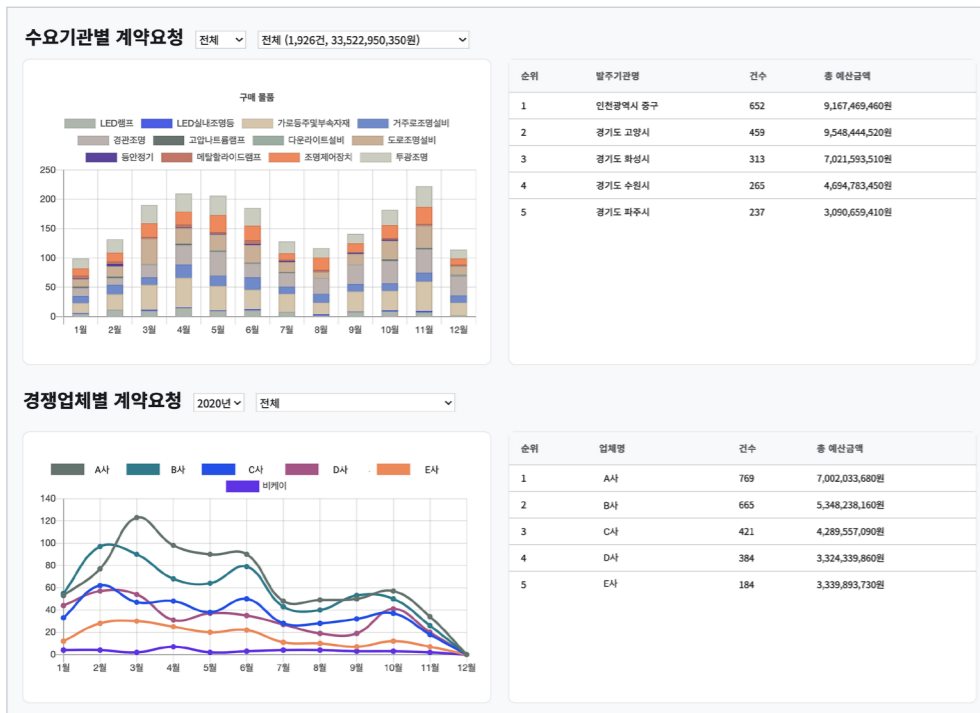 수요기관별 계약요청 전체 전체 (1,926건, 33,522,950,350원)
구매 물품
LED램프 LED실내조명등 가로등주및부속자재 거주로조명설비
경관조명 고압나트륨램프 다운라이트설비 도로조명설비
등안정기 메탈할라이드램프 조명제어장치 투광조명
250
200
150
100
50
0
1월 2월 3월 4월 5월 6월 7월 8월 9월 10월 11월 12월
순위 발주기관명 건수 총 예산금액
1 인천광역시 중구 652 9,167,469,460원
2 경기도 고양시 459 9,548,444,520원
3 경기도 화성시 313 7,021,593,510원
4 경기도 수원시 265 4,694,783,450원
5 경기도 파주시 237 3,090,659,410원
경쟁업체별 계약요청 2020년 전체
A사 B사 C사 D사 E사
비케이
140
120
100
80
60
40
20
0
1월 2월 3월 4월 5월 6월 7월 8월 9월 10월 11월 12월
순위 업체명 건수 총 예산금액
1 A사 769 7,002,033,680원
2 B사 665 5,348,238,160원
3 C사 421 4,289,557,090원
4 D사 384 3,324,339,860원
5 E사 184 3,339,893,730원